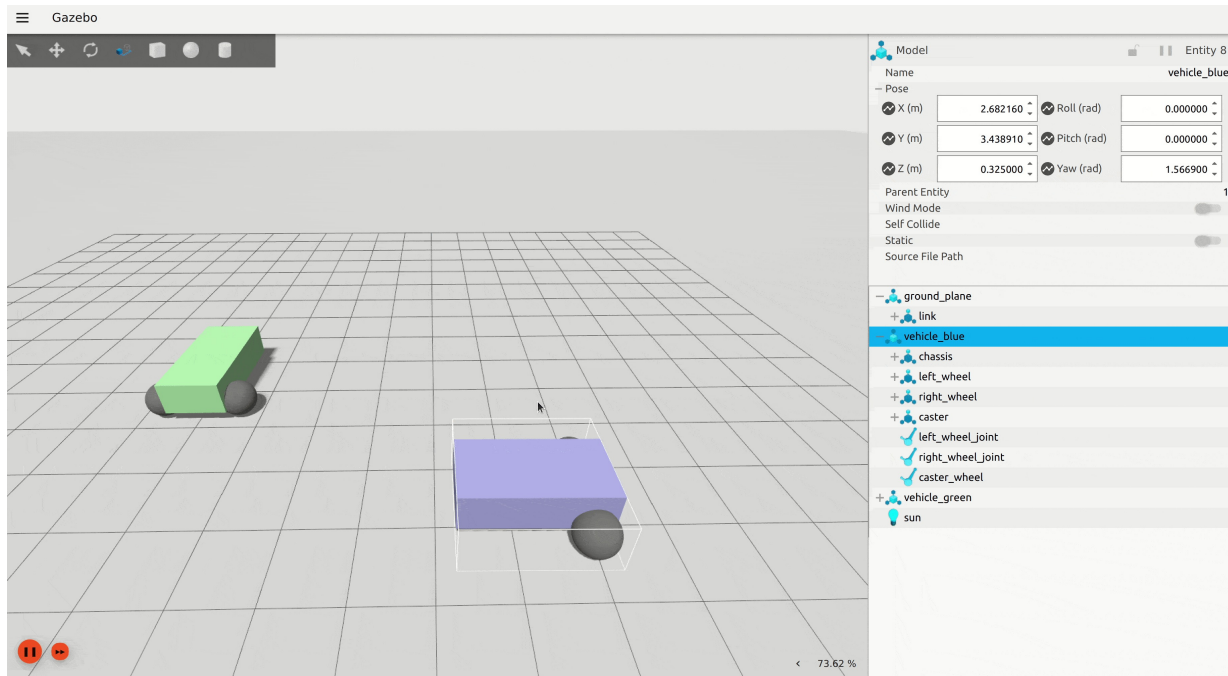 Gazebo
Model Entity 8
Name vehicle_blue
Pose
X (m) 2.682160 Roll (rad) 0.000000
Y (m) 3.438910 Pitch (rad) 0.000000
Z (m) 0.325000 Yaw (rad) 1.566900
Parent Entity 1
Wind Mode
Self Collide
Static
Source File Path
ground_plane
link
vehicle_blue
chassis
left_wheel
right_wheel
caster
left_wheel_joint
right_wheel_joint
caster_wheel
vehicle_green
sun
73.62 %